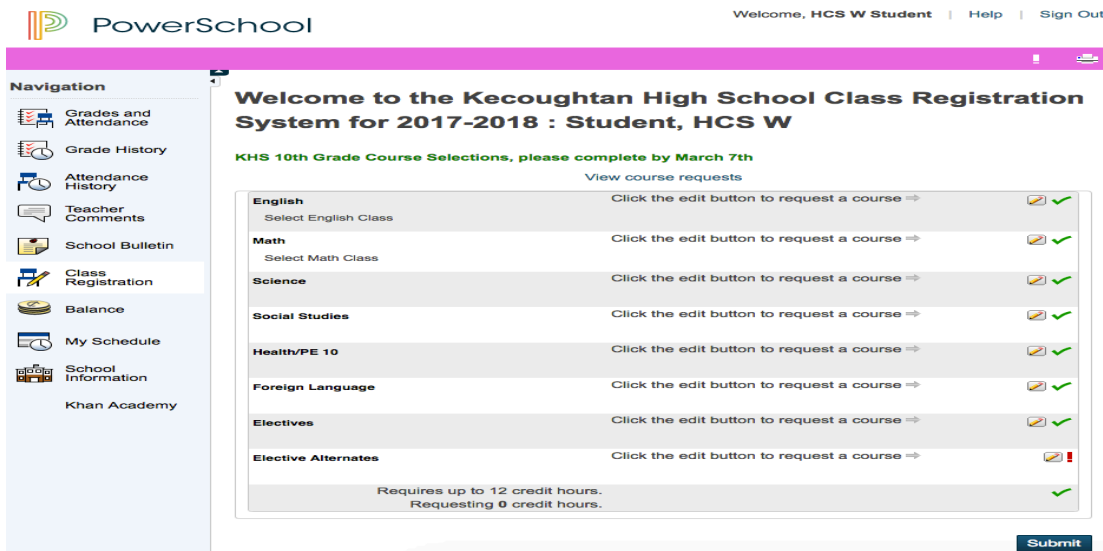 PowerSchool
Welcome, HCS W Student | Help | Sign Out
Navigation
Grades and
Attendance
Grade History
Attendance
History
Teacher
Comments
School Bulletin
Class
Registration
Balance
My Schedule
School
Information
Khan Academy
Welcome to the Kecoughtan High School Class Registration
System for 2017-2018 : Student, HCS W
KHS 10th Grade Course Selections, please complete by March 7th
View course requests
English Click the edit button to request a course
Select English Class
Math Click the edit button to request a course
Select Math Class
Science Click the edit button to request a course
Social Studies Click the edit button to request a course
Health/PE 10 Click the edit button to request a course
Foreign Language Click the edit button to request a course
Electives Click the edit button to request a course
Elective Alternates Click the edit button to request a course
Requires up to 12 credit hours.
Requesting 0 credit hours.
Submit